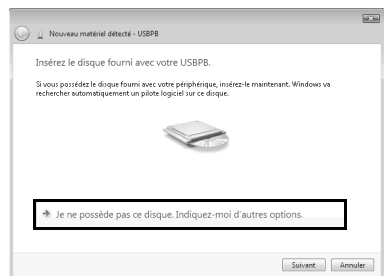 Nouveau matériel détecté - USBPB
Insérez le disque fourni avec votre USBPB.
Si vous possédez le disque fourni avec votre périphérique, insérez-le maintenant. Windows va
rechercher automatiquement un pilote logiciel sur ce disque.
Je ne possède pas ce disque. Indiquez-moi d'autres options.
Suivant
Annuler